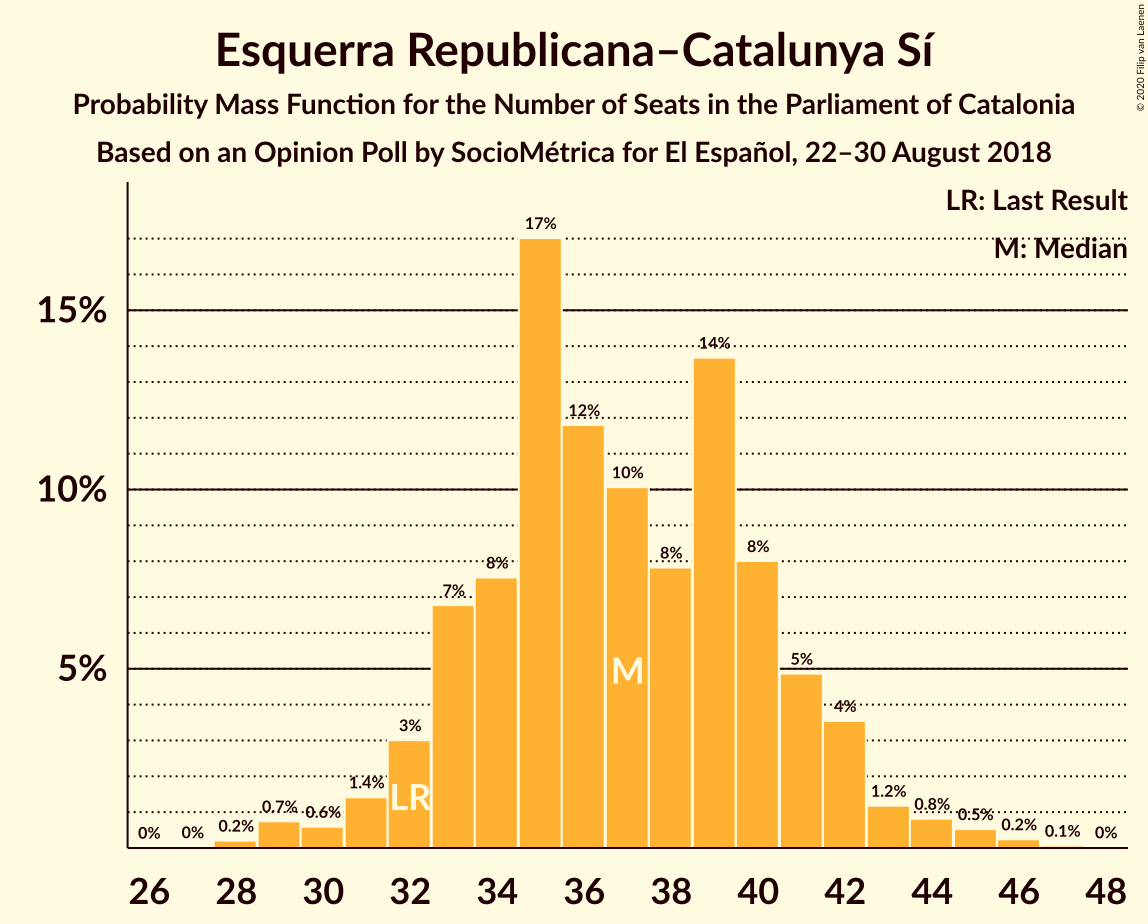 Esquerra Republicana–Catalunya Sí
Probability Mass Function for the Number of Seats in the Parliament of Catalonia
Based on an Opinion Poll by SocioMétrica for El Español, 22–30 August 2018
© 2020 Filip van Laenen
LR: Last Result
M: Median
15%
10%
5%
0%
0%
0.2%
0.7%
0.6%
1.4%
3%
7%
8%
17%
12%
10%
8%
14%
8%
5%
4%
1.2%
0.8%
0.5%
0.2%
0.1%
0%
LR
M
26 28 30 32 34 36 38 40 42 44 46 48